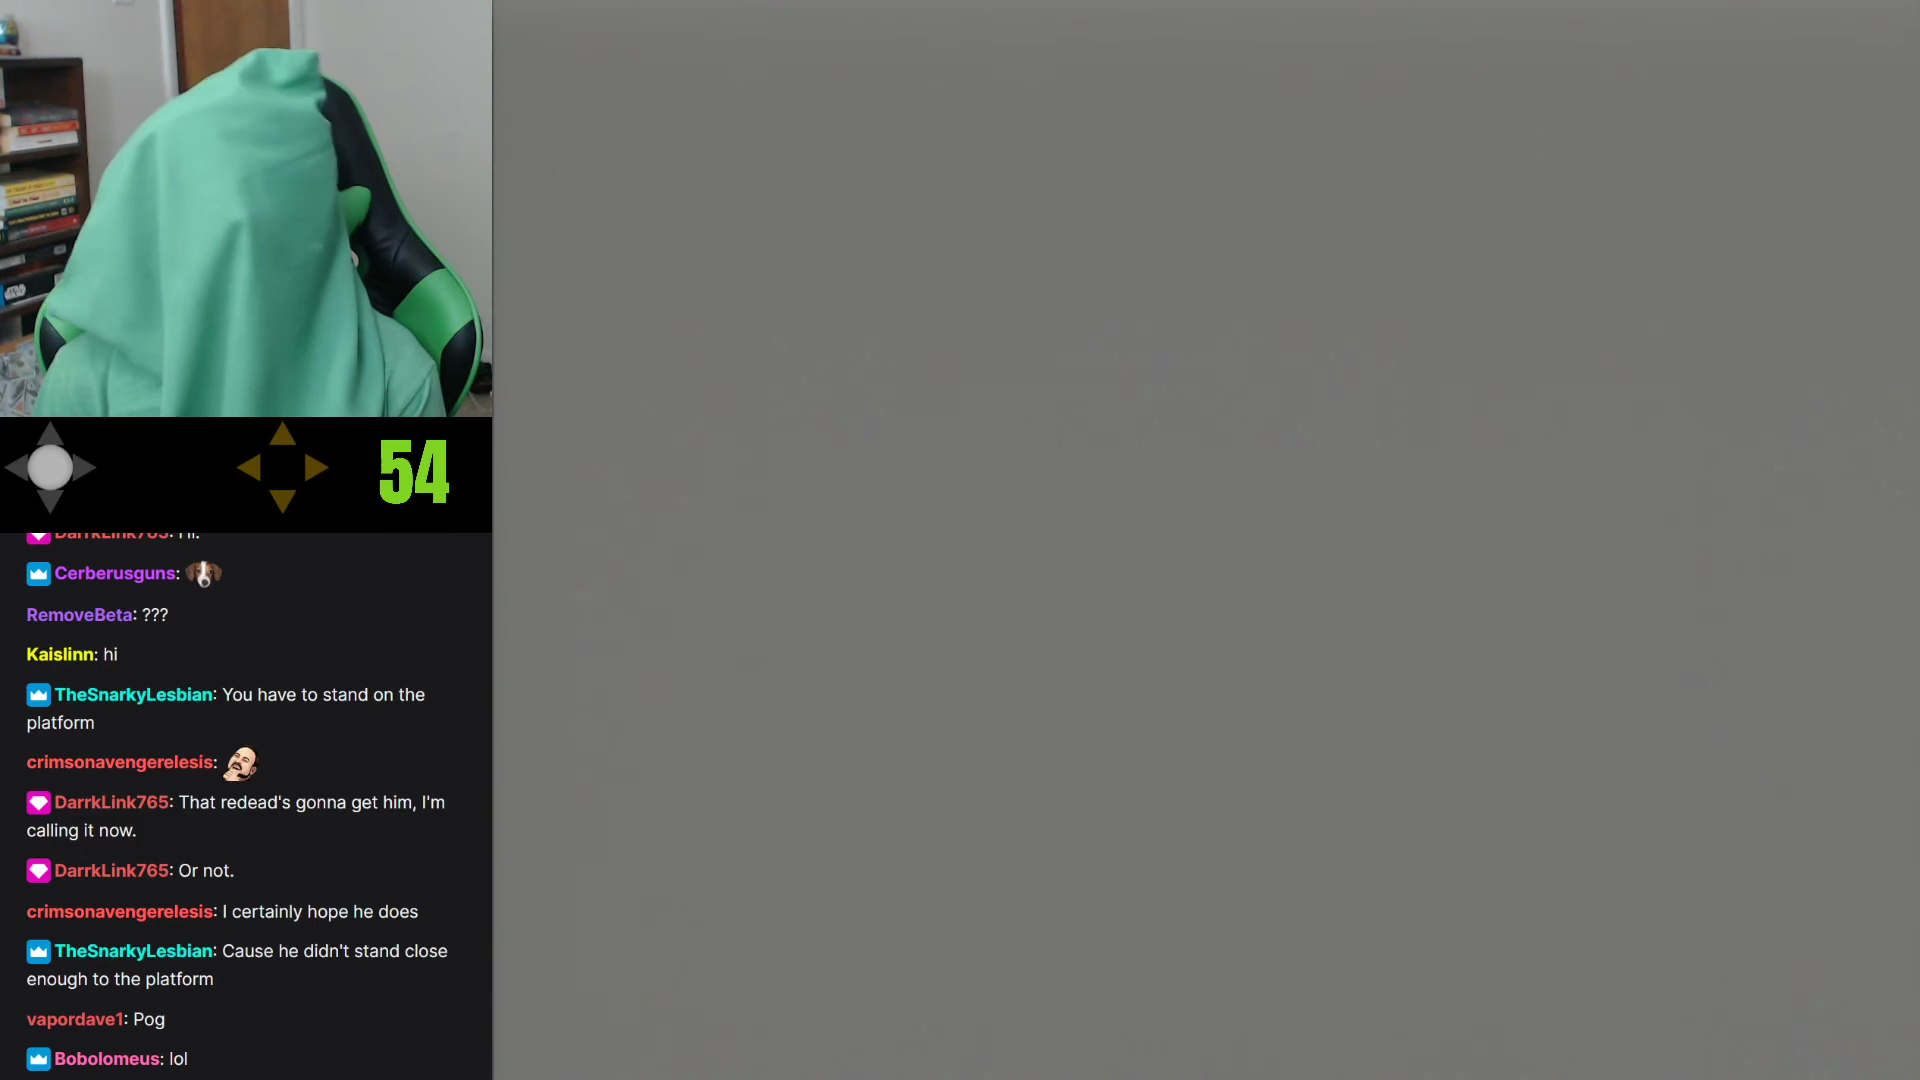 54
DarrkLink765: Hi.
Cerberusguns:
RemoveBeta: ???
Kaislinn: hi
TheSnarkyLesbian: You have to stand on the
platform
crimsonavengerelesis:
DarrkLink765: That redead's gonna get him, I'm
calling it now.
DarrkLink765: Or not.
crimsonavengerelesis: I certainly hope he does
TheSnarkyLesbian: Cause he didn't stand close
enough to the platform
vapordave1: Pog
Bobolomeus: lol